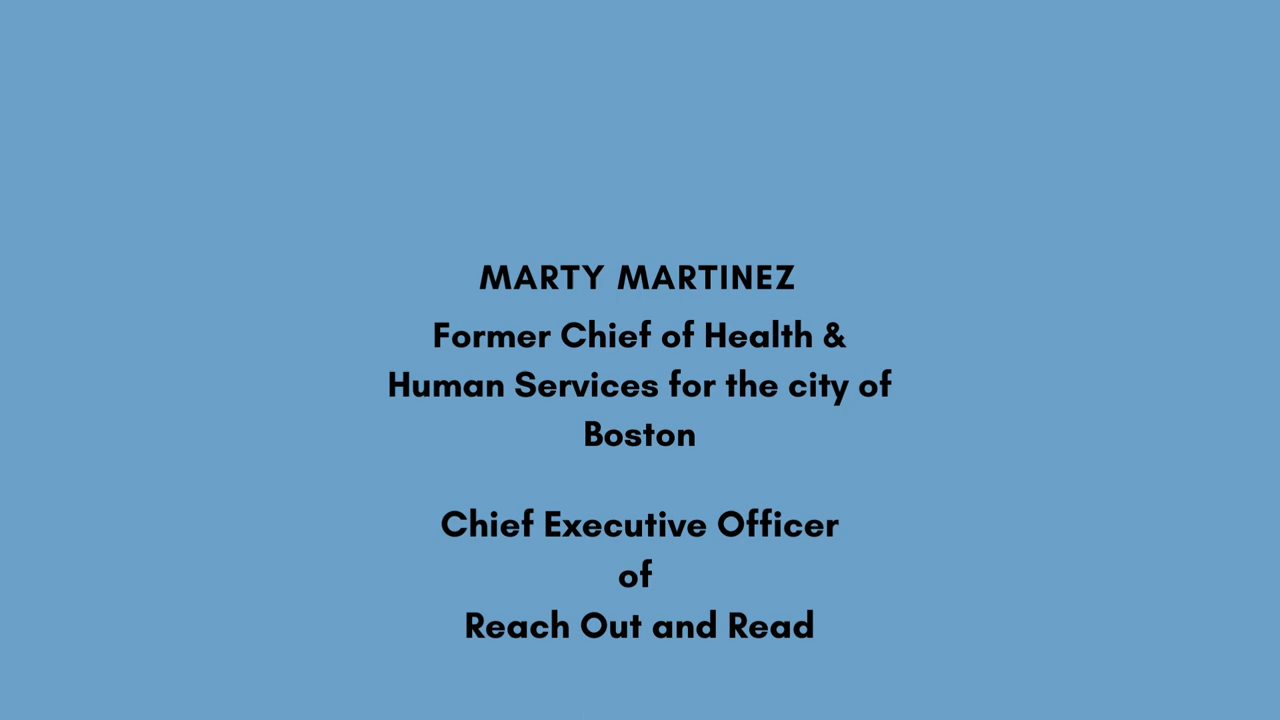 MARTY MARTINEZ
Former Chief of Health &
Human Services for the city of
Boston
Chief Executive Officer
of
Reach Out and Read